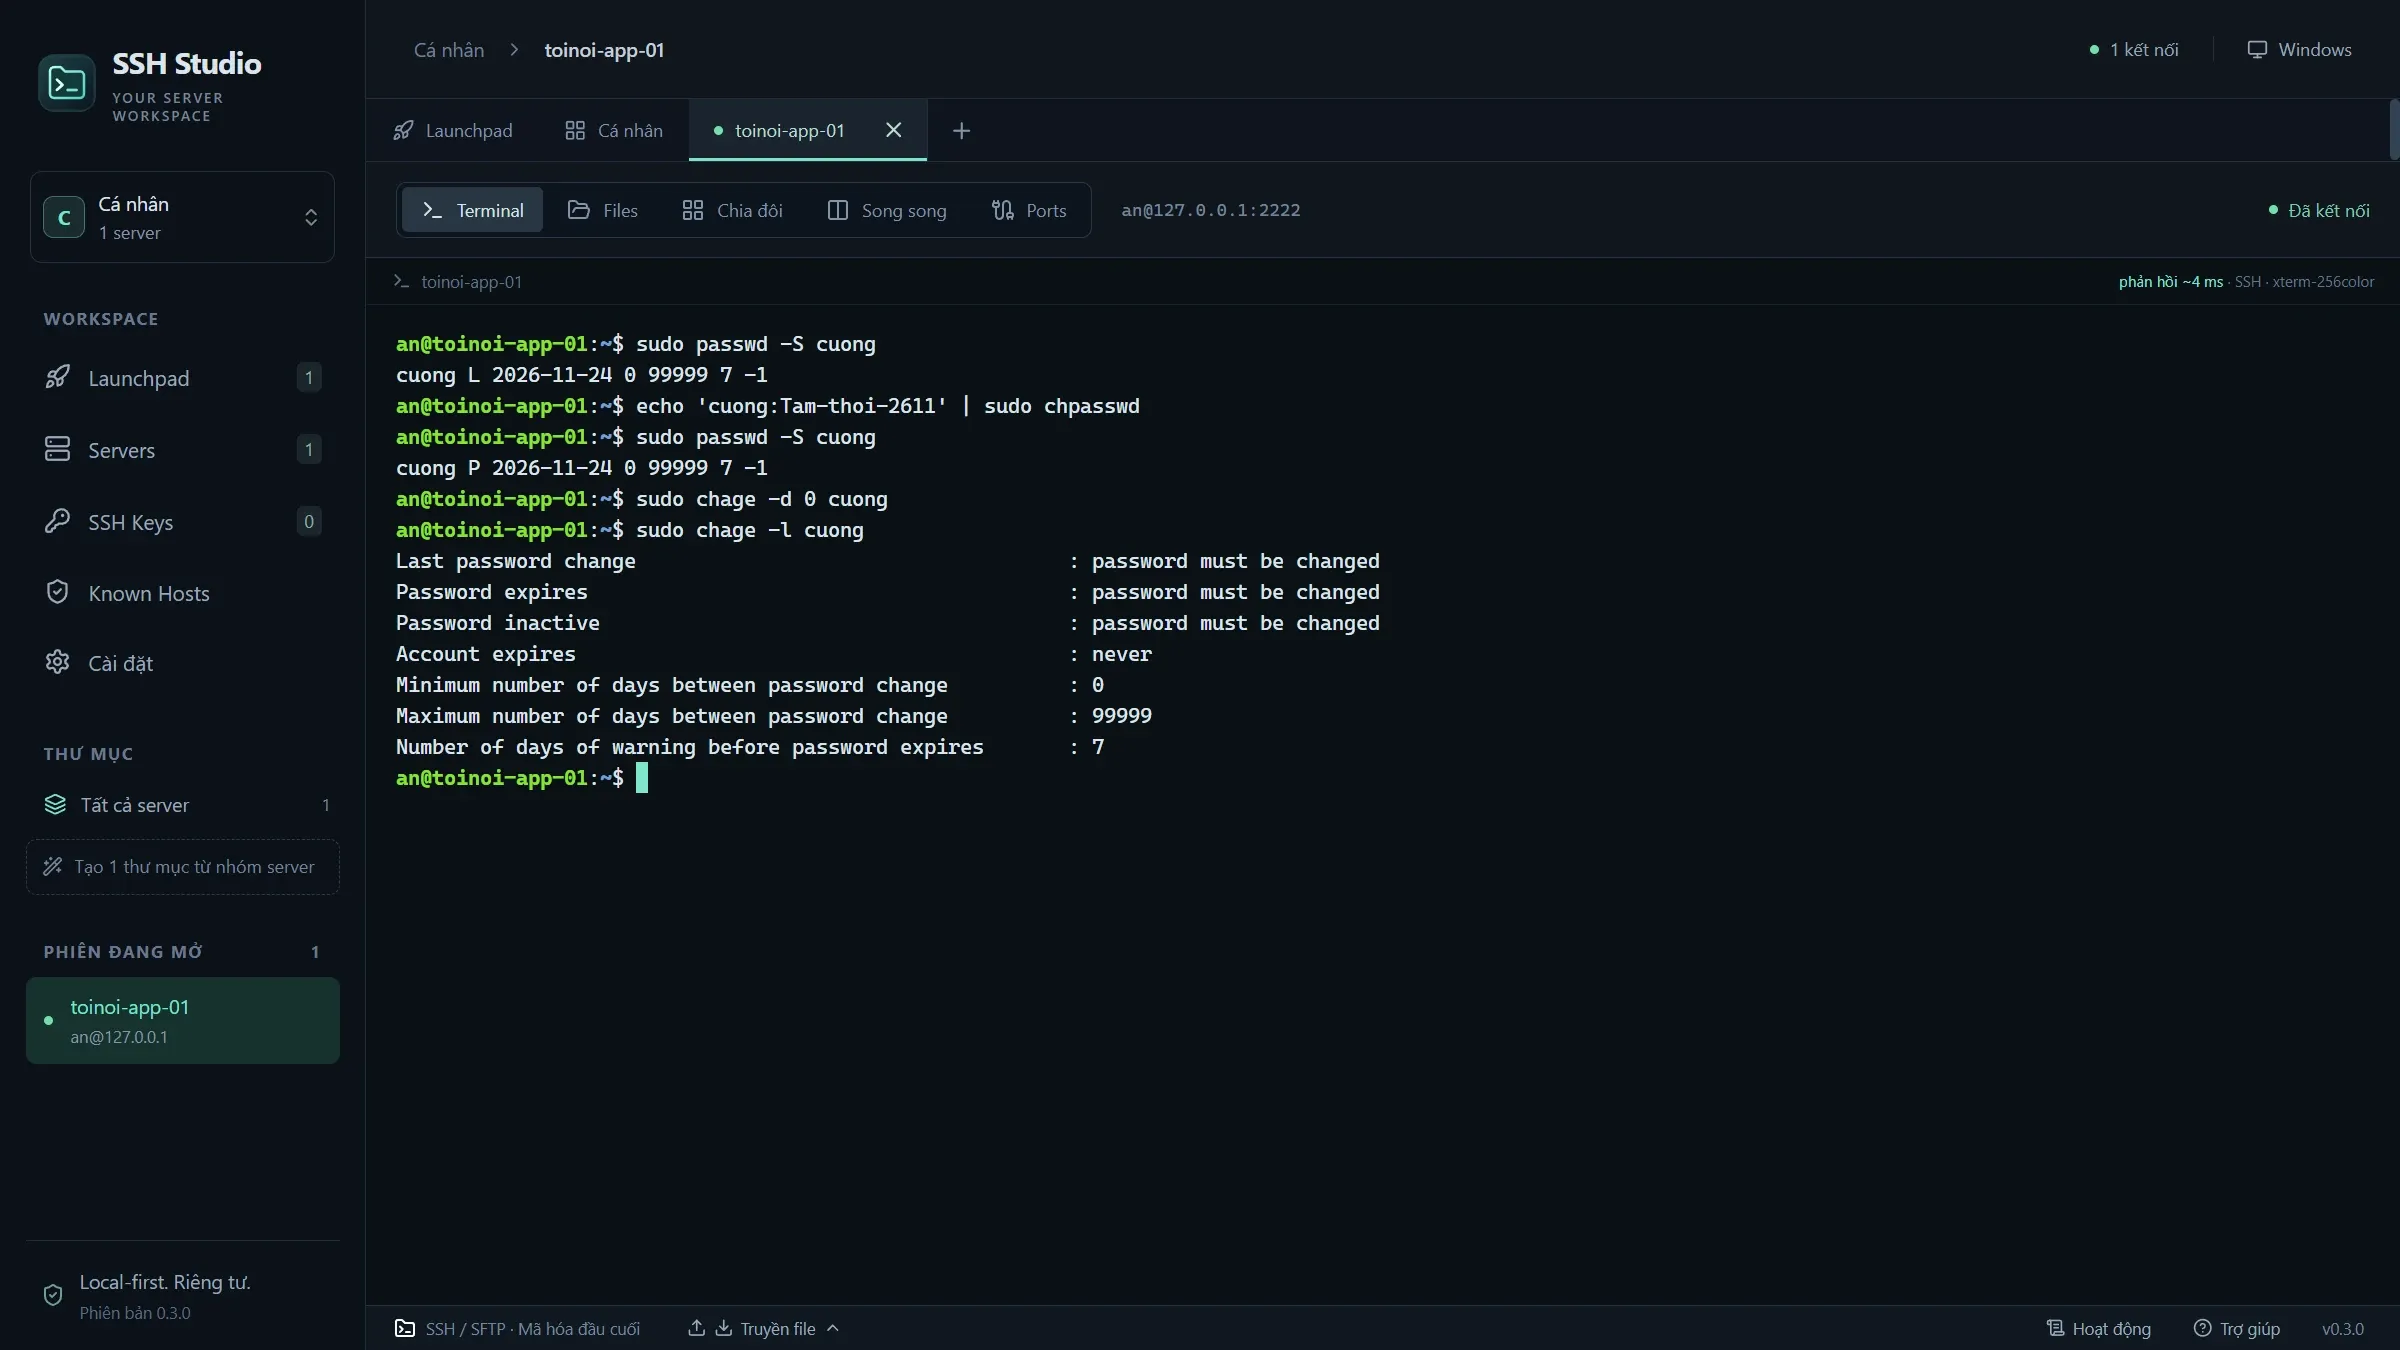 SSH Studio
YOUR SERVER
WORKSPACE
C
Cá nhân
1 server
WORKSPACE
Launchpad 1
Servers 1
SSH Keys 0
Known Hosts
Cài đặt
THƯ MỤC
Tất cả server 1
Tạo 1 thư mục từ nhóm server
PHIÊN ĐANG MỞ 1
toinoi-app-01
an@127.0.0.1
Local-first. Riêng tư.
Phiên bản 0.3.0
Cá nhân > toinoi-app-01
1 kết nối
Windows
Launchpad
Cá nhân
toinoi-app-01
Terminal
Files
Chia đôi
Song song
Ports
an@127.0.0.1:2222
Đã kết nối
toinoi-app-01
phản hồi ~4 ms · SSH · xterm-256color
an@toinoi-app-01:~$ sudo passwd -S cuong
cuong L 2026-11-24 0 99999 7 -1
an@toinoi-app-01:~$ echo 'cuong:Tam-thoi-2611' | sudo chpasswd
an@toinoi-app-01:~$ sudo passwd -S cuong
cuong P 2026-11-24 0 99999 7 -1
an@toinoi-app-01:~$ sudo chage -d 0 cuong
an@toinoi-app-01:~$ sudo chage -l cuong
Last password change : password must be changed
Password expires : password must be changed
Password inactive : password must be changed
Account expires : never
Minimum number of days between password change : 0
Maximum number of days between password change : 99999
Number of days of warning before password expires : 7
an@toinoi-app-01:~$
SSH / SFTP · Mã hóa đầu cuối
Truyền file
Hoạt động
Trợ giúp
v0.3.0